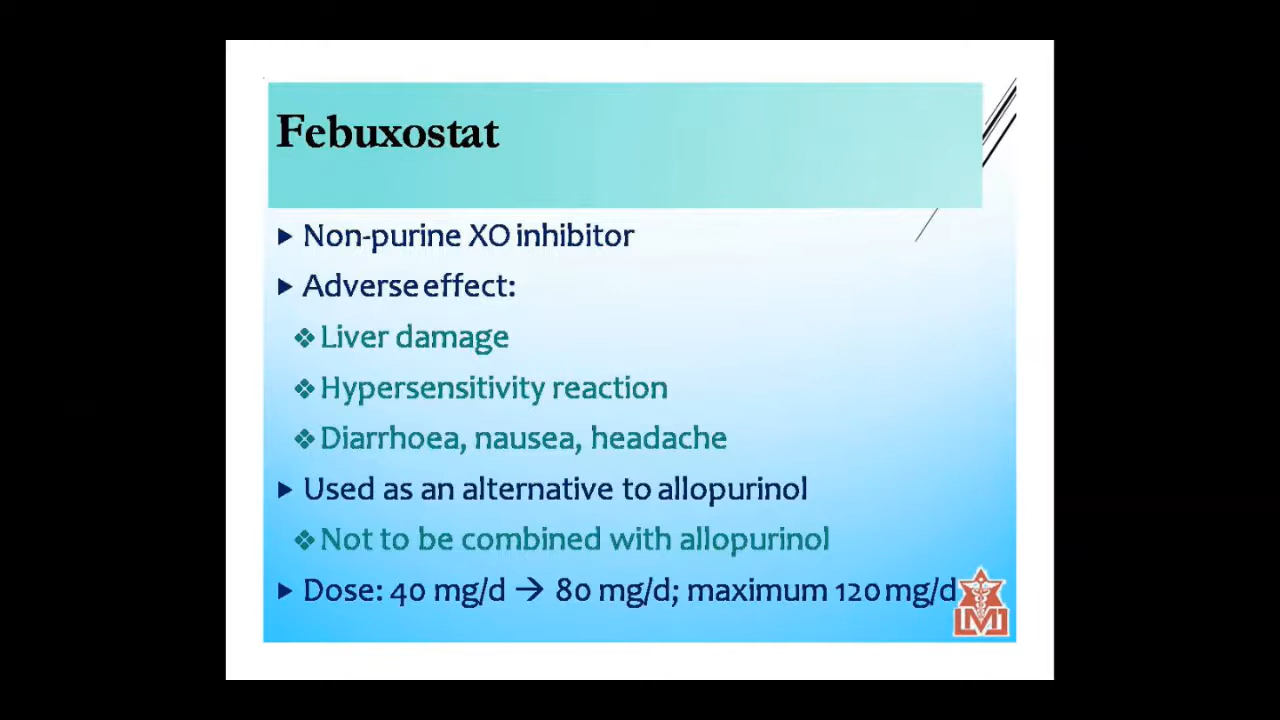 Febuxostat
Non-purine XO inhibitor
Adverse effect:
Liver damage
Hypersensitivity reaction
Diarrhoea, nausea, headache
Used as an alternative to allopurinol
Not to be combined with allopurinol
Dose: 40 mg/d → 80 mg/d; maximum 120 mg/d
LMJ